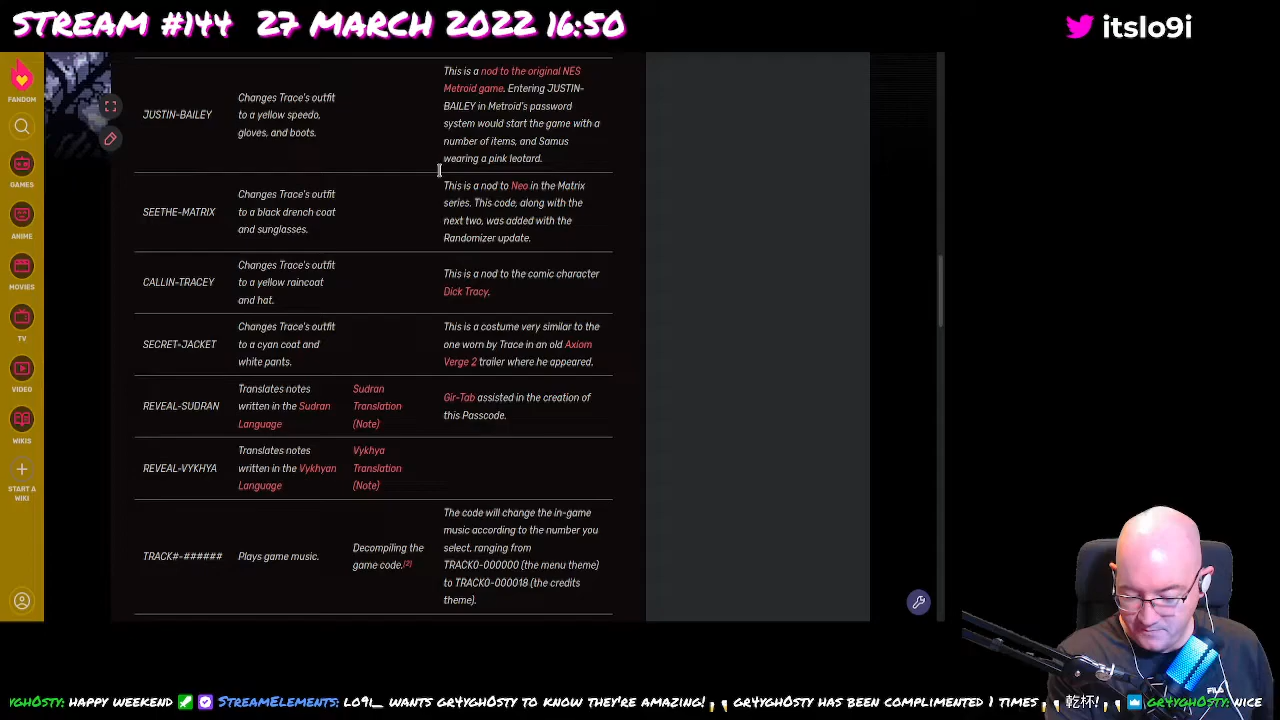 STREAM #144 27 MARCH 2022 16:50
itslo9i
FANDOM
GAMES
ANIME
MOVIES
TV
VIDEO
WIKIS
START A
WIKI
JUSTIN-BAILEY
Changes Trace's outfit
to a yellow speedo,
gloves, and boots.
This is a nod to the original NES
Metroid game. Entering JUSTIN-
BAILEY in Metroid's password
system would start the game with a
number of items, and Samus
wearing a pink leotard.
SEETHE-MATRIX
Changes Trace's outfit
to a black drench coat
and sunglasses.
This is a nod to Neo in the Matrix
series. This code, along with the
next two, was added with the
Randomizer update.
CALLIN-TRACEY
Changes Trace's outfit
to a yellow raincoat
and hat.
This is a nod to the comic character
Dick Tracy.
SECRET-JACKET
Changes Trace's outfit
to a cyan coat and
white pants.
This is a costume very similar to the
one worn by Trace in an old Axiom
Verge 2 trailer where he appeared.
REVEAL-SUDRAN
Translates notes
written in the Sudran
Language
Sudran
Translation
(Note)
Gir-Tab assisted in the creation of
this Passcode.
REVEAL-VYKHYA
Translates notes
written in the Vykhyan
Language
Vykhya
Translation
(Note)
TRACK#-######
Plays game music.
Decompiling the
game code.[2]
The code will change the in-game
music according to the number you
select, ranging from
TRACK0-000000 (the menu theme)
to TRACK0-000018 (the credits
theme).
FILA
YGH0STY: HAPPY WEEKEND StreamElements: LO9I_ WANTS GR4YGH0STY TO KNOW THEY'RE AMAZING! GR4YGH0STY HAS BEEN COMPLIMENTED 1 TIMES 乾杯! GR4YGH0STY: NICE